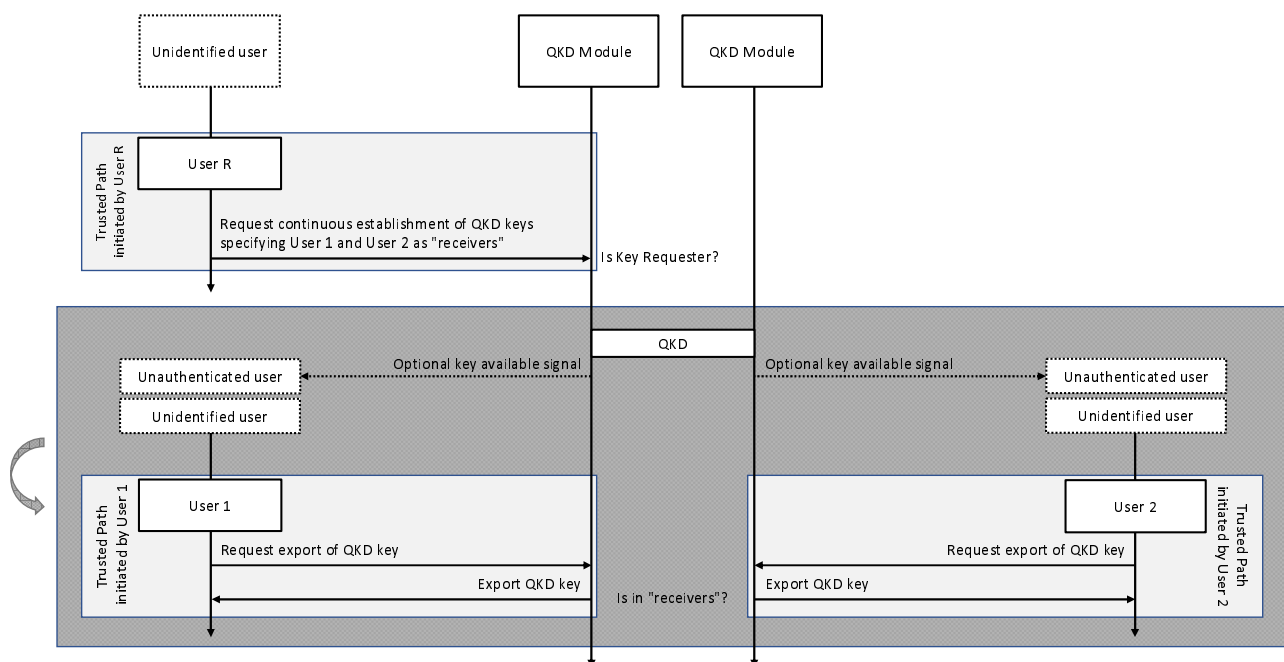 Unidentified user
QKD Module
QKD Module
Trusted Path
initiated by User R
User R
Request continuous establishment of QKD keys
specifying User 1 and User 2 as "receivers"
Is Key Requester?
QKD
Optional key available signal
Optional key available signal
Unauthenticated user
Unauthenticated user
Unidentified user
Unidentified user
Trusted Path
initiated by User 1
User 1
User 2
Trusted Path
initiated by User 2
Request export of QKD key
Request export of QKD key
Export QKD key
Is in "receivers"?
Export QKD key